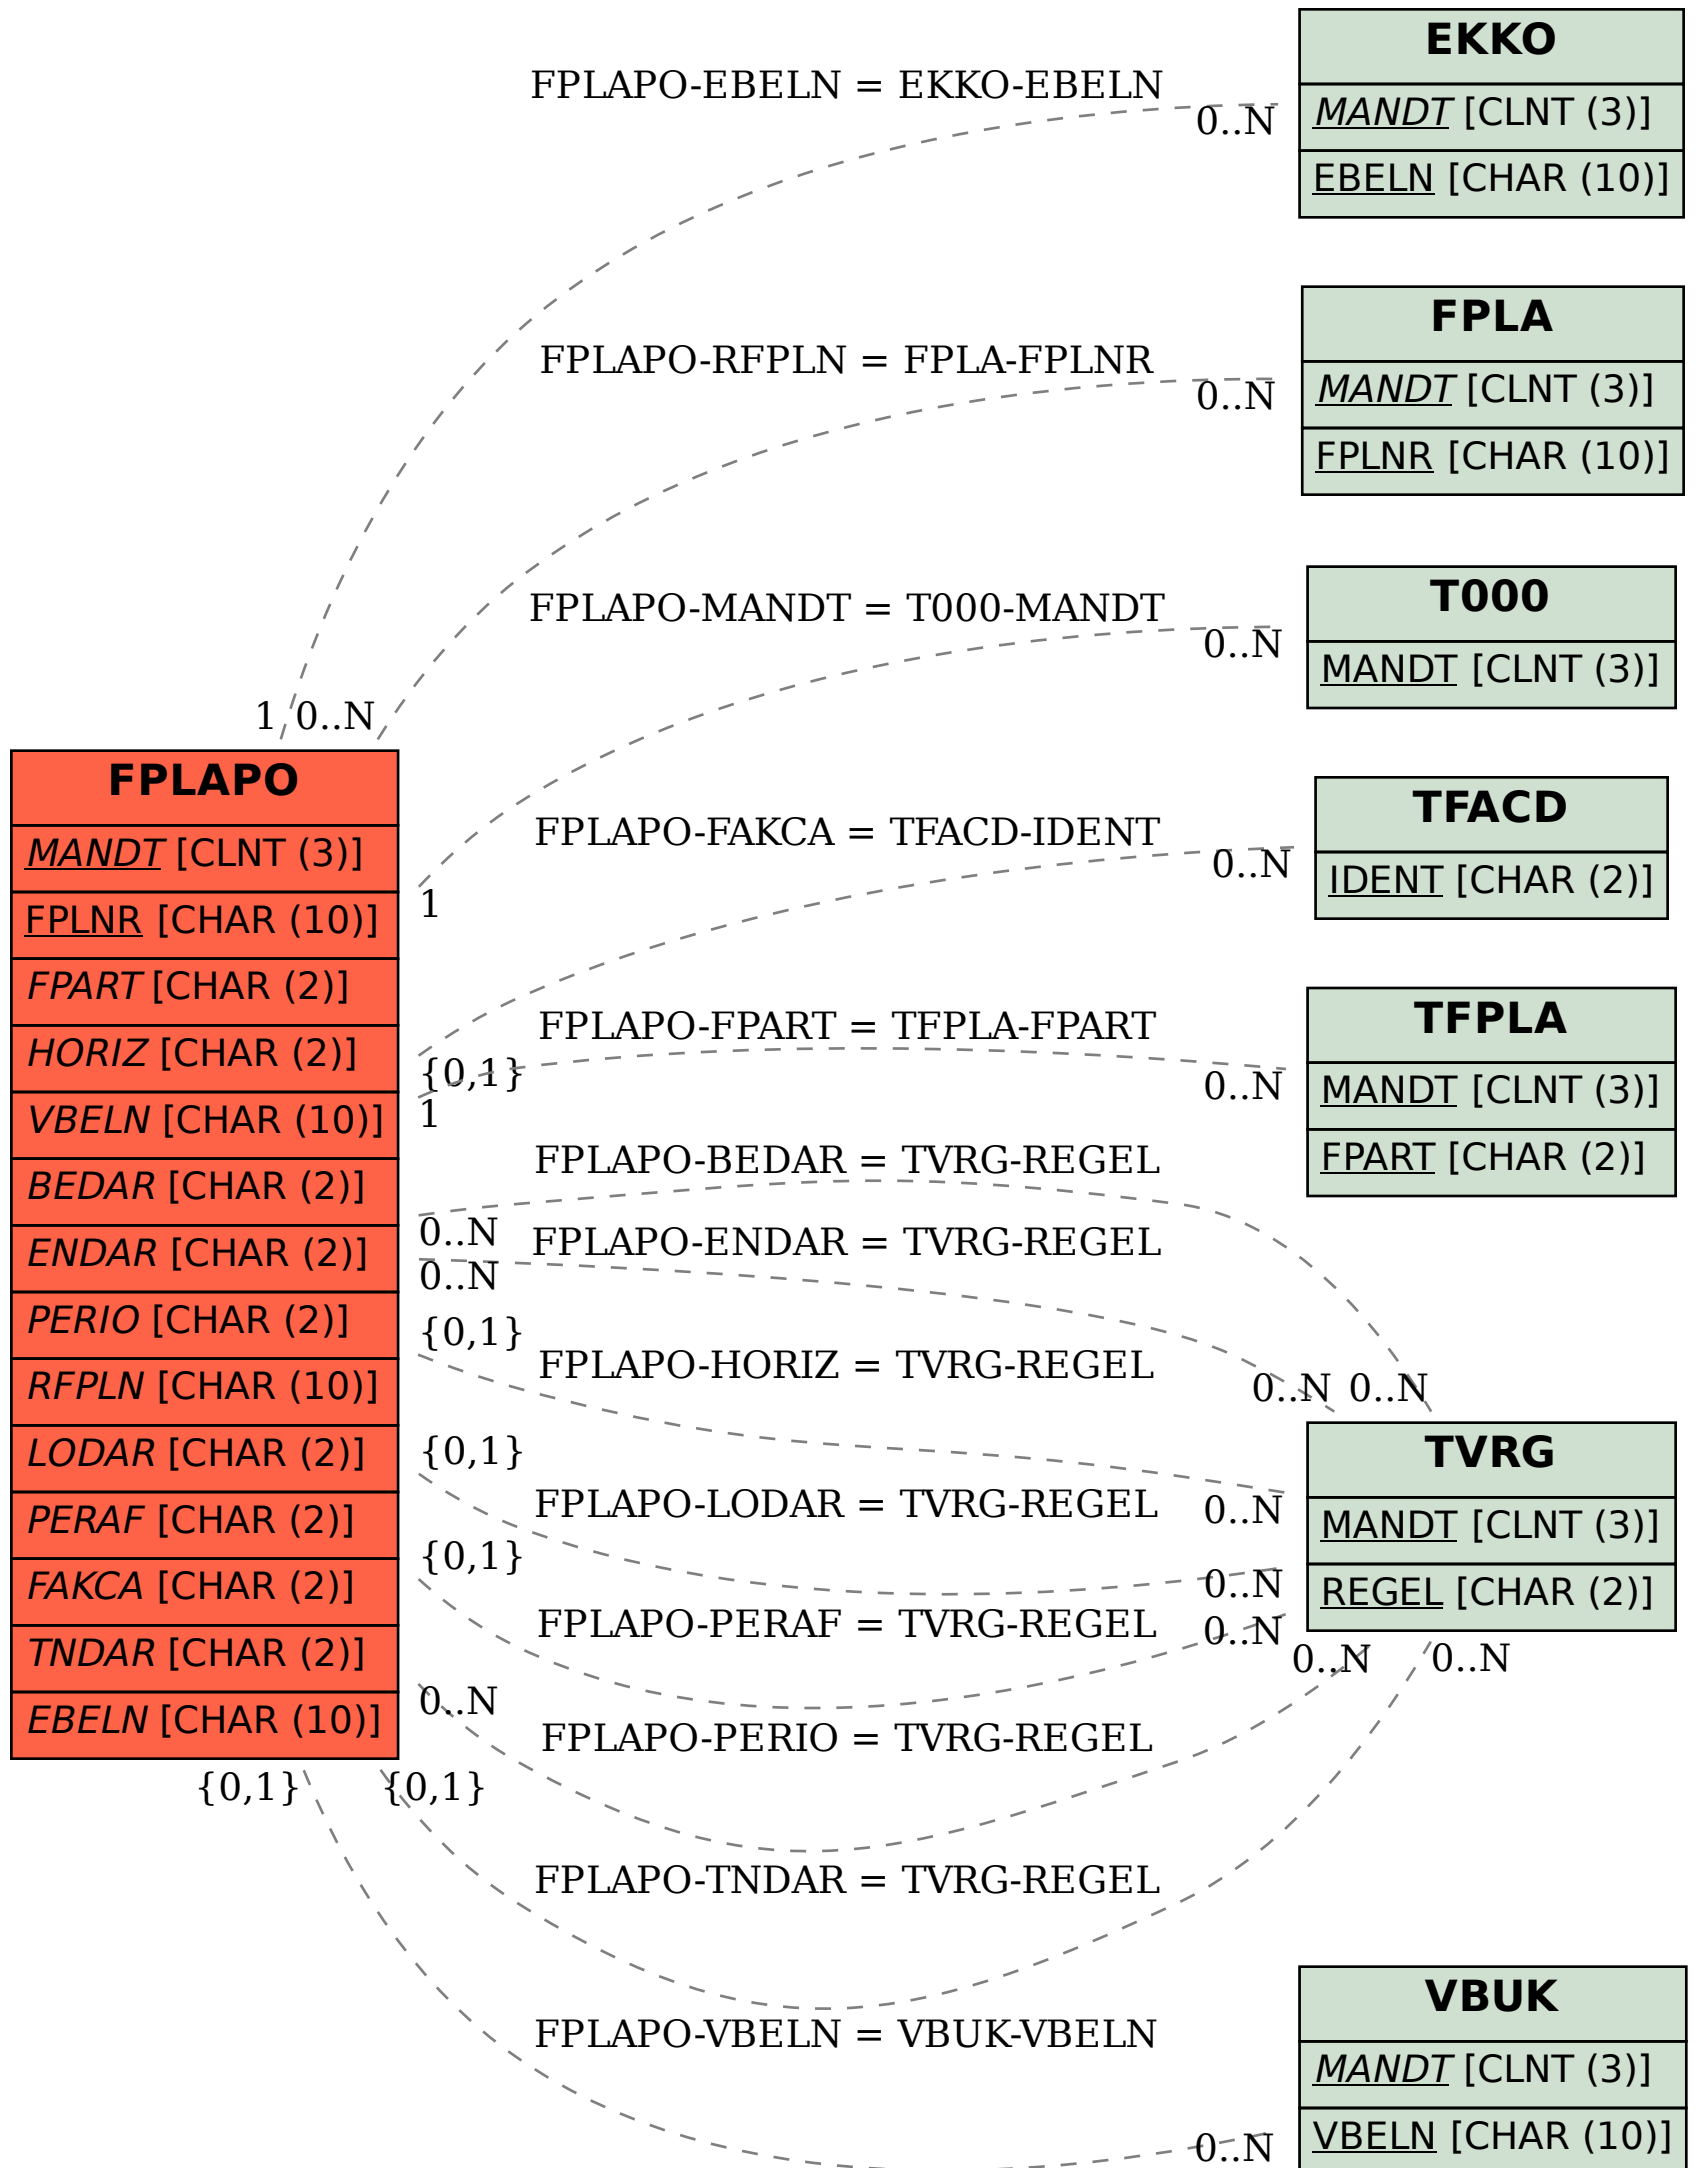 EKKO
MANDT [CLNT (3)]
EBELN [CHAR (10)]
FPLAPO-EBELN = EKKO-EBELN
0..N
FPLA
MANDT [CLNT (3)]
FPLNR [CHAR (10)]
FPLAPO-RFPLN = FPLA-FPLNR
0..N
T000
MANDT [CLNT (3)]
FPLAPO-MANDT = T000-MANDT
0..N
1 0..N
FPLAPO
MANDT [CLNT (3)]
FPLNR [CHAR (10)]
FPART [CHAR (2)]
HORIZ [CHAR (2)]
VBELN [CHAR (10)]
BEDAR [CHAR (2)]
ENDAR [CHAR (2)]
PERIO [CHAR (2)]
RFPLN [CHAR (10)]
LODAR [CHAR (2)]
PERAF [CHAR (2)]
FAKCA [CHAR (2)]
TNDAR [CHAR (2)]
EBELN [CHAR (10)]
1
TFACD
IDENT [CHAR (2)]
FPLAPO-FAKCA = TFACD-IDENT
0..N
{0,1}
TFPLA
MANDT [CLNT (3)]
FPART [CHAR (2)]
FPLAPO-FPART = TFPLA-FPART
0..N
1
FPLAPO-BEDAR = TVRG-REGEL
0..N
FPLAPO-ENDAR = TVRG-REGEL
0..N
{0,1}
FPLAPO-HORIZ = TVRG-REGEL
0..N 0..N
TVRG
MANDT [CLNT (3)]
REGEL [CHAR (2)]
{0,1}
FPLAPO-LODAR = TVRG-REGEL
0..N
{0,1}
0..N
FPLAPO-PERAF = TVRG-REGEL
0..N
0..N 0..N
0..N
FPLAPO-PERIO = TVRG-REGEL
{0,1} {0,1}
FPLAPO-TNDAR = TVRG-REGEL
FPLAPO-VBELN = VBUK-VBELN
0..N
VBUK
MANDT [CLNT (3)]
VBELN [CHAR (10)]